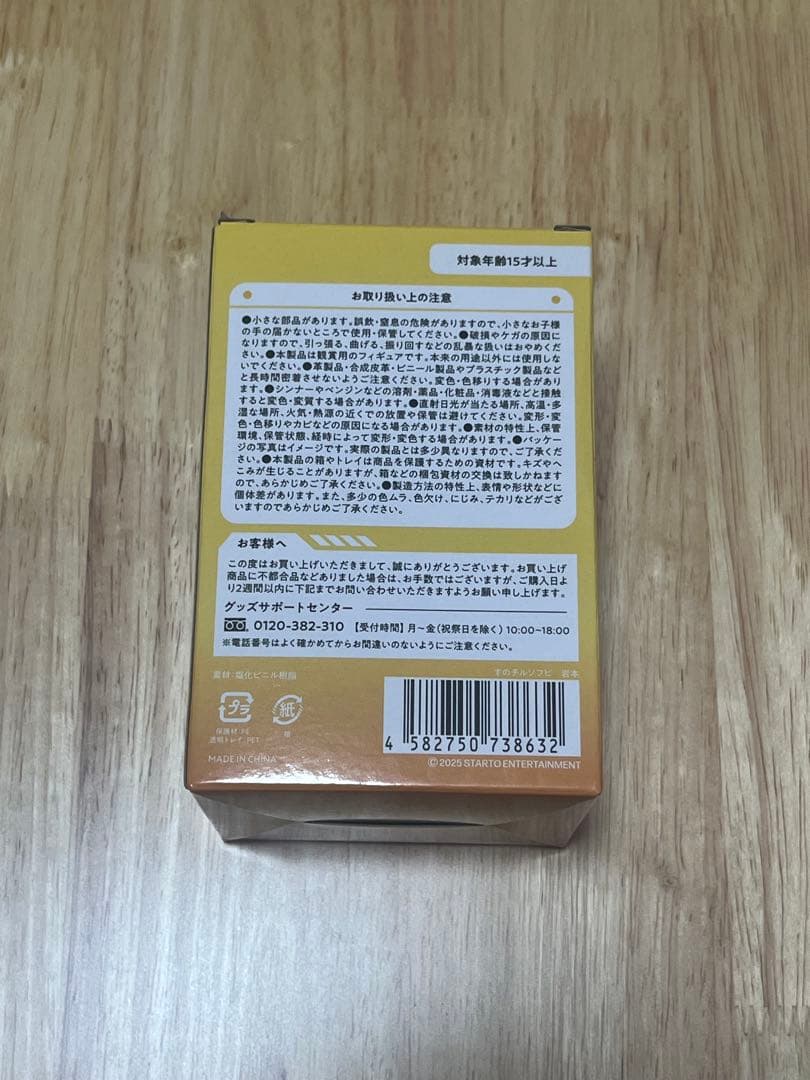 対象年齢15才以上
お取り扱い上の注意
●小さな部品があります。誤飲・窒息の危険がありますので、小さなお子様
の手の届かないところで使用・保管してください。●破損やケガの原因に
なりますので、引っ張る、曲げる、振り回すなどの乱暴な扱いはおやめくだ
さい。●本製品は観賞用のフィギュアです。本来の用途以外には使用しな
いでください。●革製品・合成皮革・ビニール製品やプラスチック製品など
と長時間密着させないようご注意ください。変色・色移りする場合があり
ます。●シンナーやベンジンなどの溶剤・薬品・化粧品・消毒液などと接触
すると変色・変質する場合があります。●直射日光が当たる場所、高温・多
湿な場所、火気・熱源の近くでの放置や保管は避けてください。変形・変
色・色移りやカビなどの原因になる場合があります。●素材の特性上、保管
環境、保管状態、経時によって変形・変色する場合があります。●パッケー
ジの写真はイメージです。実際の製品とは多少異なりますので、ご了承くだ
さい。●本製品の箱やトレイは商品を保護するための資材です。キズやへ
こみが生じることがありますが、箱などの梱包資材の交換は致しかねます
ので、あらかじめご了承ください。●製造方法の特性上、表情や形状などに
個体差があります。また、多少の色ムラ、色欠け、にじみ、テカリなどがござ
いますのであらかじめご了承ください。
お客様へ
この度はお買い上げいただきまして、誠にありがとうございます。お買い上げ
商品に不都合品などありました場合は、お手数ではございますが、ご購入日よ
り2週間以内に下記までお問い合わせいただきますようお願い申し上げます。
グッズサポートセンター
0120-382-310 【受付時間】月～金(祝祭日を除く) 10:00~18:00
※電話番号はよく確かめてからお間違いのないようにご注意ください。
素材:塩化ビニル樹脂
すのチルソフビ 岩本
プラ 紙
保護材:PE 箱
透明トレイ:PET
4 582750 738632
MADE IN CHINA
© 2025 STARTO ENTERTAINMENT